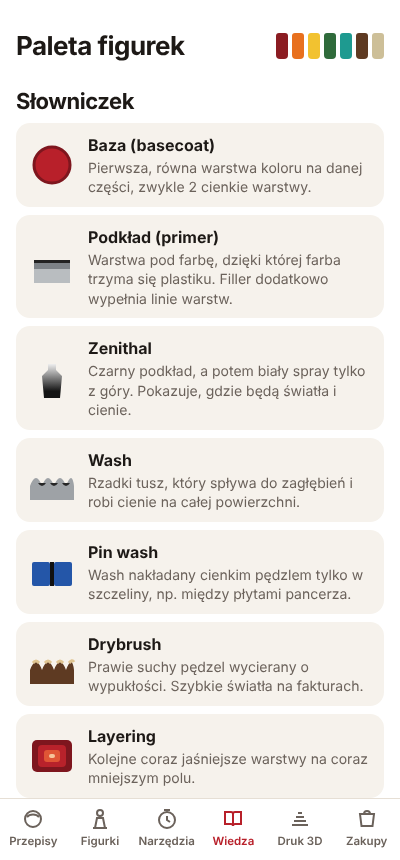 Paleta figurek
Słowniczek
Baza (basecoat)
Pierwsza, równa warstwa koloru na danej
części, zwykle 2 cienkie warstwy.
Podkład (primer)
Warstwa pod farbę, dzięki której farba
trzyma się plastiku. Filler dodatkowo
wypełnia linie warstw.
Zenithal
Czarny podkład, a potem biały spray tylko
z góry. Pokazuje, gdzie będą światła i
cienie.
Wash
Rzadki tusz, który spływa do zagłębień i
robi cienie na całej powierzchni.
Pin wash
Wash nakładany cienkim pędzlem tylko w
szczeliny, np. między płytami pancerza.
Drybrush
Prawie suchy pędzel wycierany o
wypukłości. Szybkie światła na fakturach.
Layering
Kolejne coraz jaśniejsze warstwy na coraz
mniejszym polu.
Przepisy Figurki Narzędzia Wiedza Druk 3D Zakupy